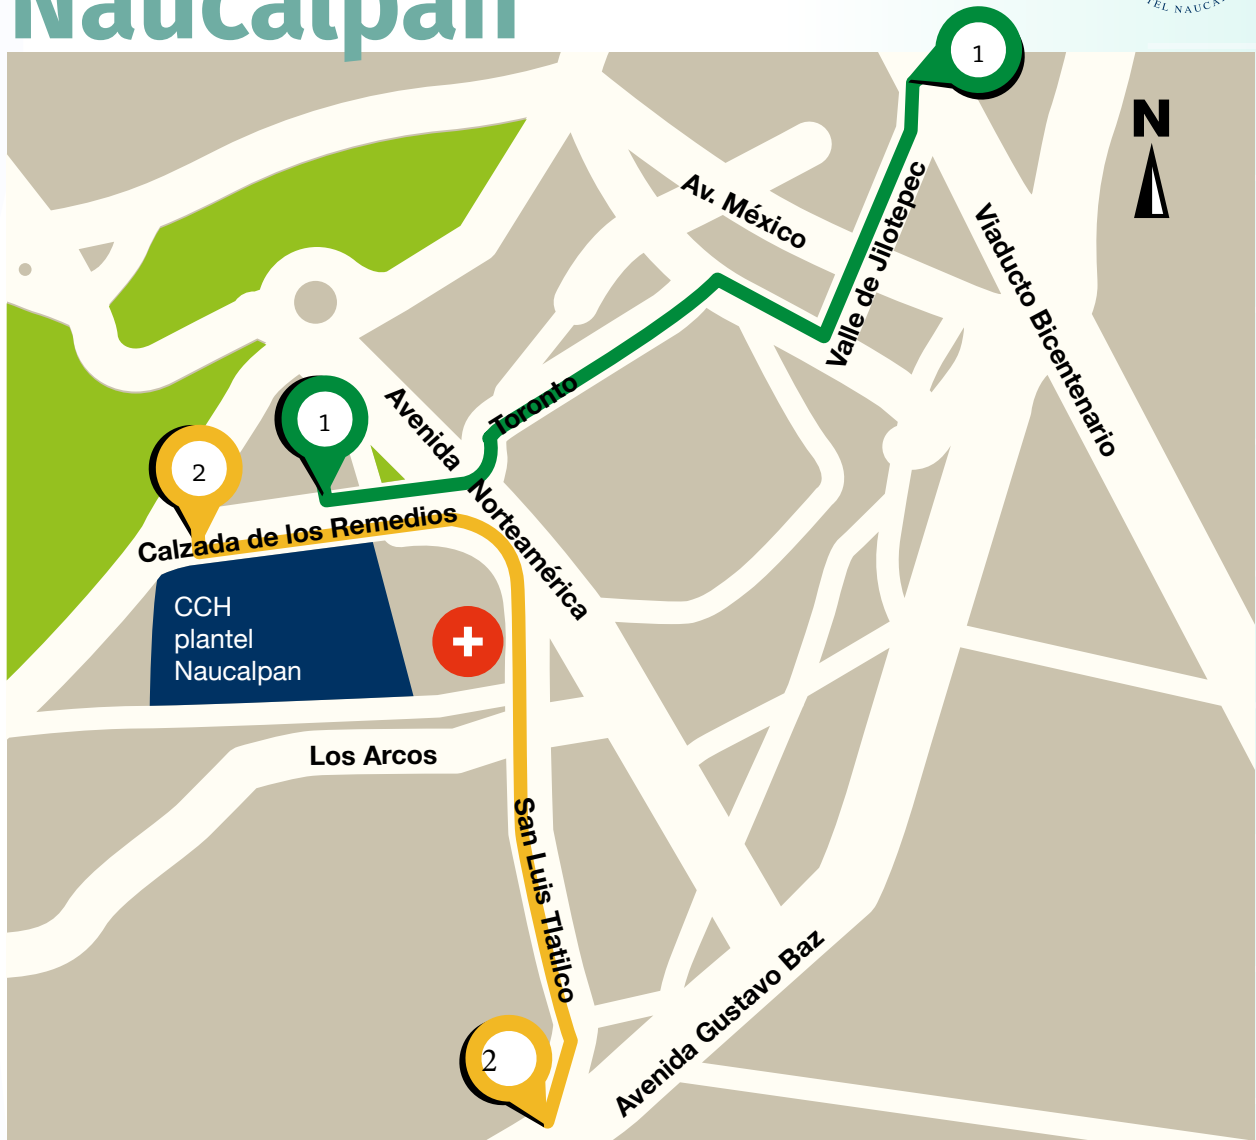 Naucalpan
1
N
Av. México
Valle de Jilotepec
Viaducto Bicentenario
1
Avenida
Toronto
2
Norteamérica
Calzada de los Remedios
CCH
plantel
Naucalpan
Los Arcos
San Luis Tlatilco
Avenida Gustavo Baz
2